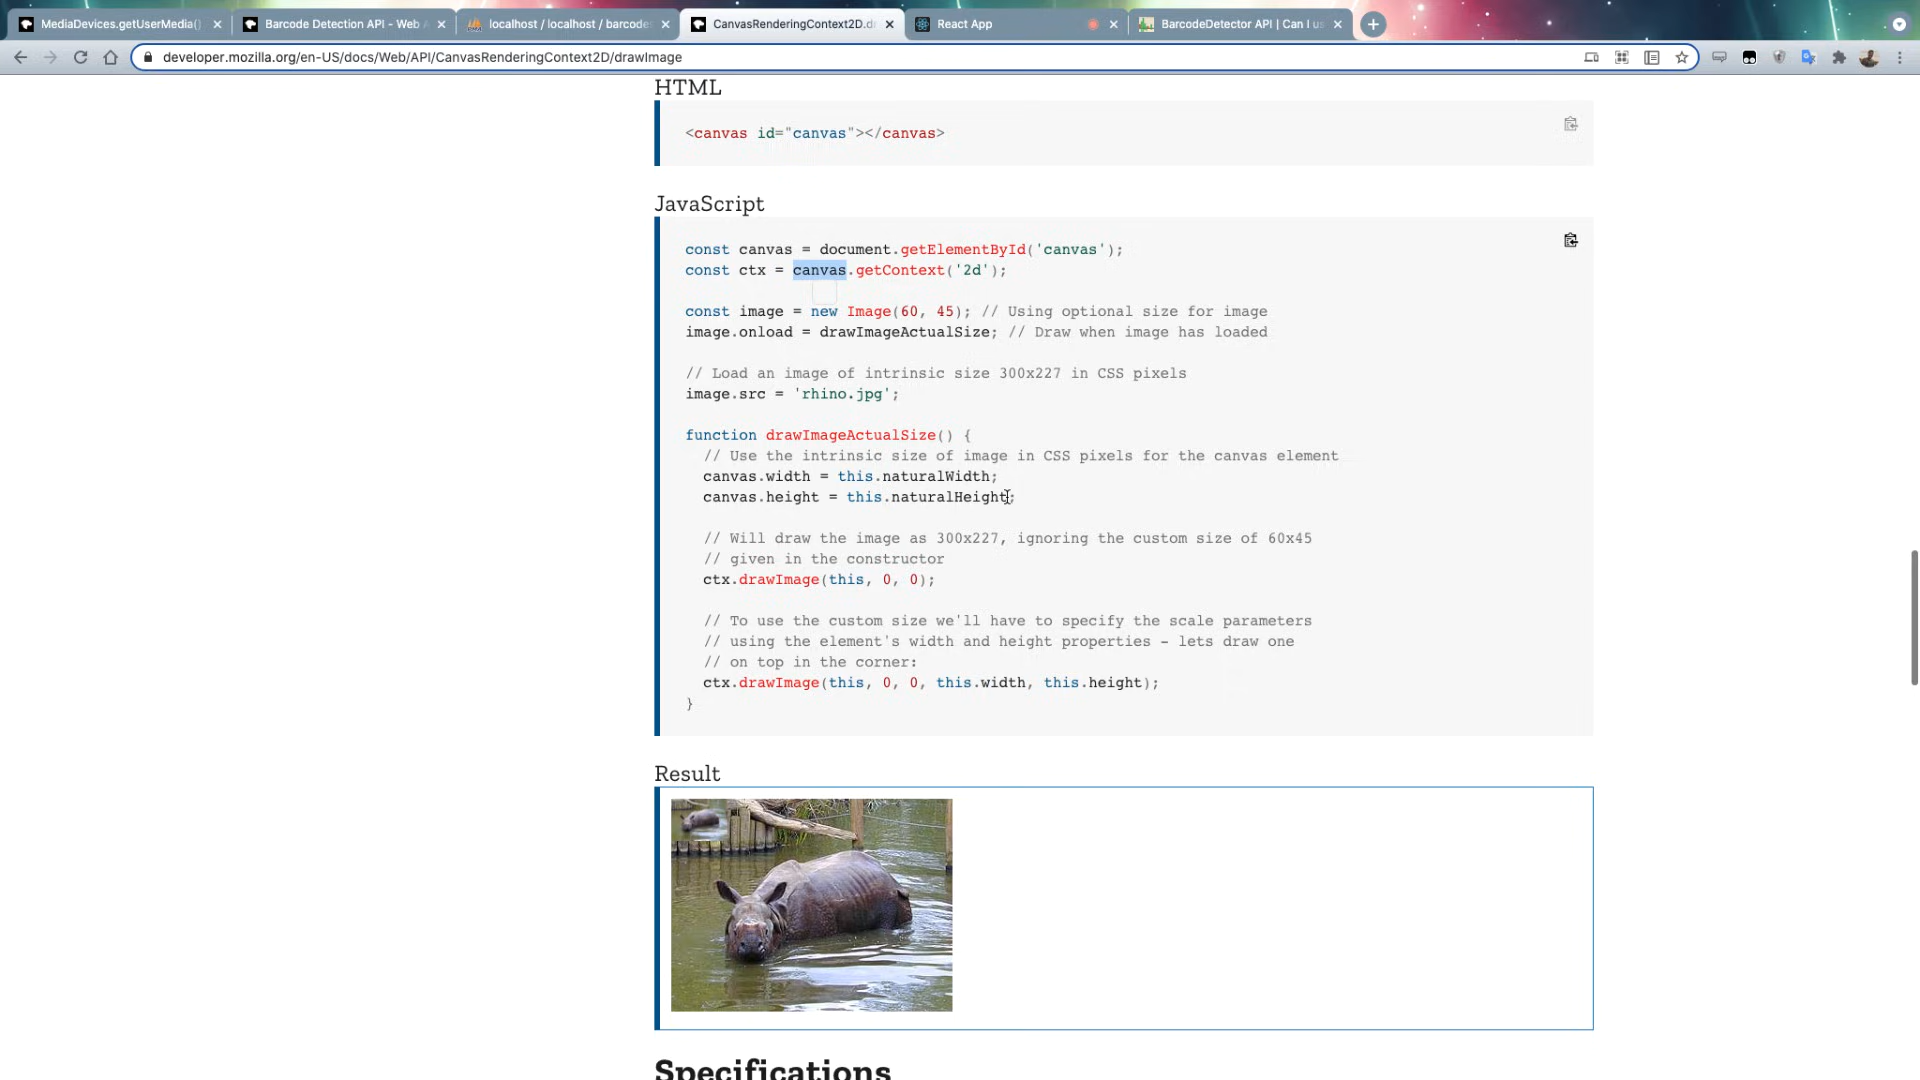 MediaDevices.getUserMedia()
Barcode Detection API - Web A
localhost / localhost / barcodes
CanvasRenderingContext2D.dr
React App
BarcodeDetector API | Can I us
developer.mozilla.org/en-US/docs/Web/API/CanvasRenderingContext2D/drawImage
HTML
<canvas id="canvas"></canvas>
JavaScript
const canvas = document.getElementById('canvas');
const ctx = canvas.getContext('2d');
const image = new Image(60, 45); // Using optional size for image
image.onload = drawImageActualSize; // Draw when image has loaded
// Load an image of intrinsic size 300x227 in CSS pixels
image.src = 'rhino.jpg';
function drawImageActualSize() {
// Use the intrinsic size of image in CSS pixels for the canvas element
canvas.width = this.naturalWidth;
canvas.height = this.naturalHeight;
// Will draw the image as 300x227, ignoring the custom size of 60x45
// given in the constructor
ctx.drawImage(this, 0, 0);
// To use the custom size we'll have to specify the scale parameters
// using the element's width and height properties - lets draw one
// on top in the corner:
ctx.drawImage(this, 0, 0, this.width, this.height);
}
Result
Specifications